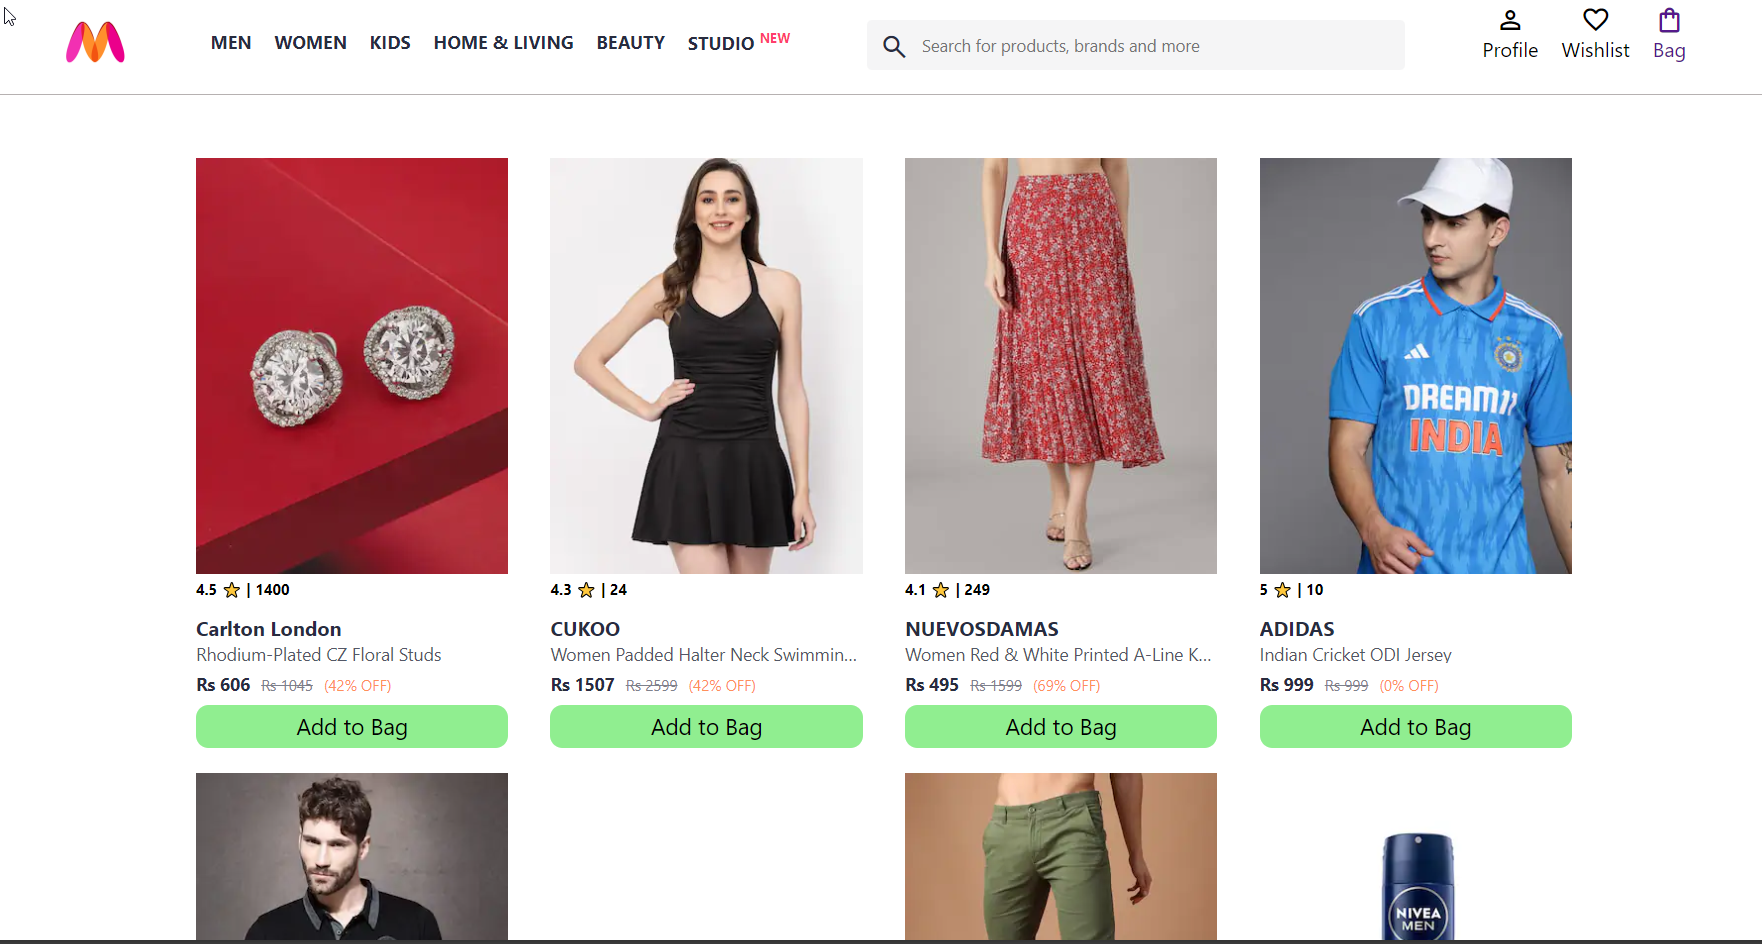 MEN WOMEN KIDS HOME & LIVING BEAUTY STUDIO NEW
Search for products, brands and more
Profile Wishlist Bag
DREAM11
INDIA
4.5 ⭐ | 1400
Carlton London
Rhodium-Plated CZ Floral Studs
Rs 606 Rs 1045 (42% OFF)
Add to Bag
4.3 ⭐ | 24
CUKOO
Women Padded Halter Neck Swimmin...
Rs 1507 Rs 2599 (42% OFF)
Add to Bag
4.1 ⭐ | 249
NUEVOSDAMAS
Women Red & White Printed A-Line K...
Rs 495 Rs 1599 (69% OFF)
Add to Bag
5 ⭐ | 10
ADIDAS
Indian Cricket ODI Jersey
Rs 999 Rs 999 (0% OFF)
Add to Bag
NIVEA
MEN